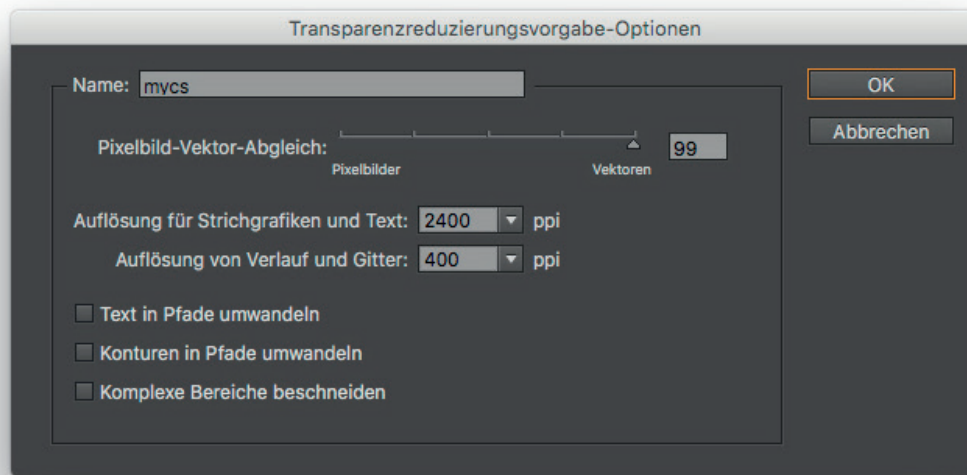 Transparenzreduzierungsvorgabe-Optionen
Name: mycs
OK
Abbrechen
Pixelbild-Vektor-Abgleich: 99
Pixelbilder Vektoren
Auflösung für Strichgrafiken und Text: 2400 ppi
Auflösung von Verlauf und Gitter: 400 ppi
Text in Pfade umwandeln
Konturen in Pfade umwandeln
Komplexe Bereiche beschneiden